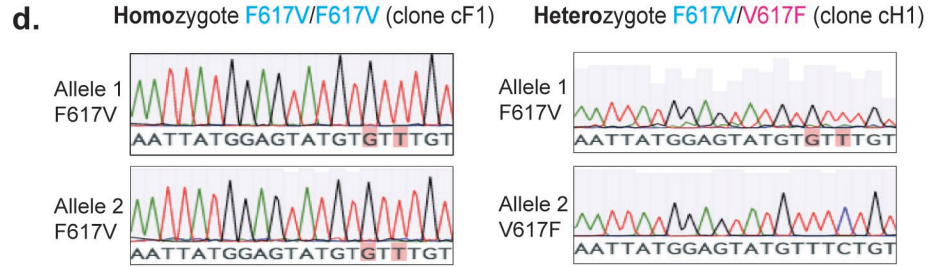 d. Homozygote F617V/F617V (clone cF1) Heterozygote F617V/V617F (clone cH1)
Allele 1
F617V
AATTATGGAGTATGTGTTTGT
Allele 1
F617V
AATTATGGAGTATGTGTTTGT
Allele 2
F617V
AATTATGGAGTATGTGTTTGT
Allele 2
V617F
AATTATGGAGTATGTTTCTGT